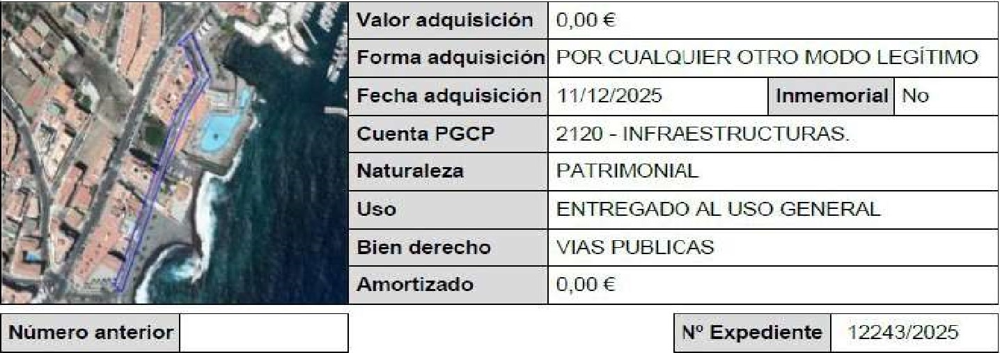 Valor adquisición 0,00 €
Forma adquisición POR CUALQUIER OTRO MODO LEGÍTIMO
Fecha adquisición 11/12/2025 Inmemorial No
Cuenta PGCP 2120 - INFRAESTRUCTURAS.
Naturaleza PATRIMONIAL
Uso ENTREGADO AL USO GENERAL
Bien derecho VIAS PUBLICAS
Amortizado 0,00 €
Número anterior
Nº Expediente 12243/2025